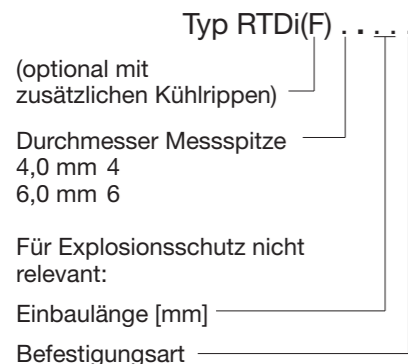 Typ RTDi(F) . . . . .
(optional mit
zusätzlichen Kühlrippen)
Durchmesser Messspitze
4,0 mm 4
6,0 mm 6
Für Explosionsschutz nicht
relevant:
Einbaulänge [mm]
Befestigungsart